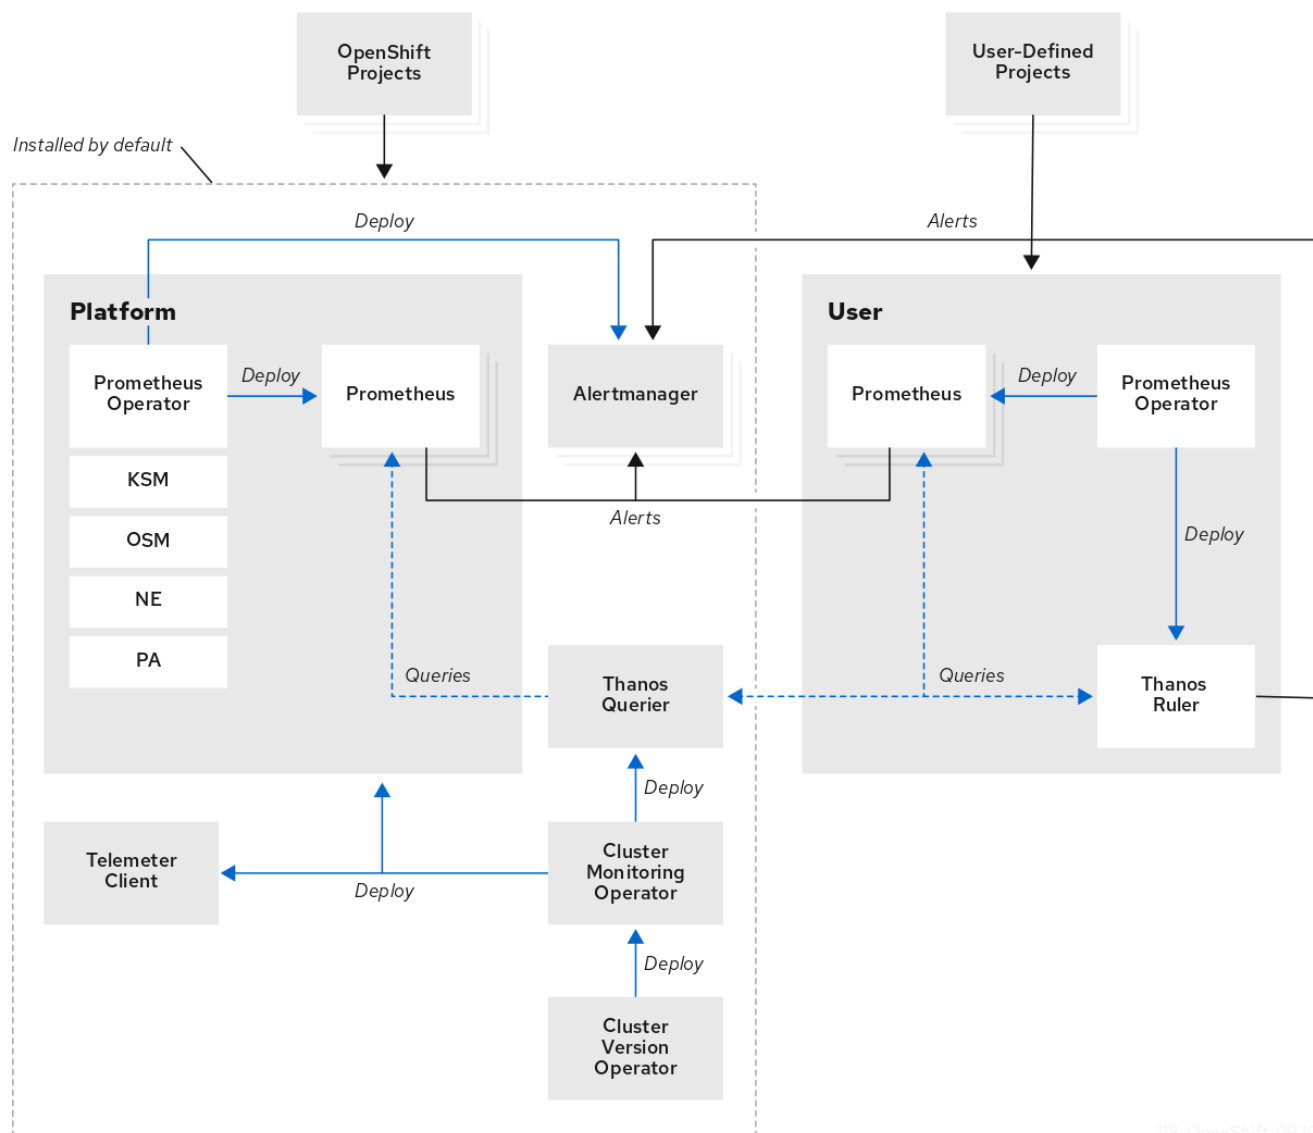 OpenShift
Projects
User-Defined
Projects
Installed by default
Deploy
Alerts
Platform
User
Prometheus
Operator
Deploy
Prometheus
Alertmanager
Prometheus
Deploy
Prometheus
Operator
KSM
OSM
NE
PA
Alerts
Deploy
Queries
Thanos
Querier
Queries
Thanos
Ruler
Deploy
Telemeter
Client
Deploy
Cluster
Monitoring
Operator
Deploy
Cluster
Version
Operator